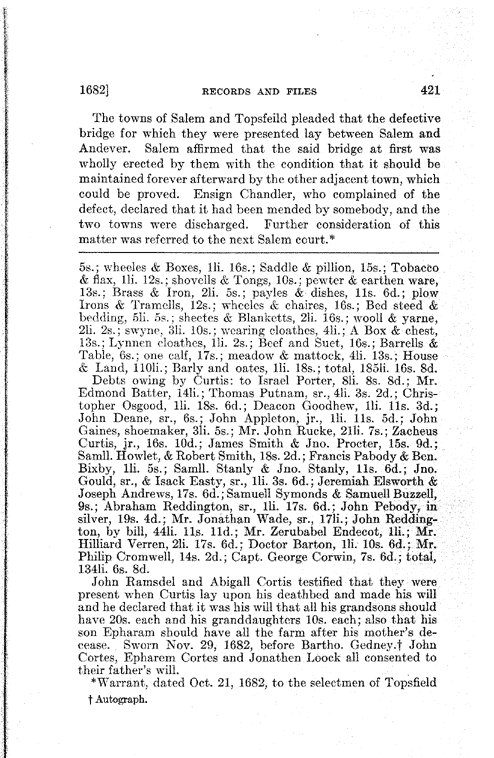 1682] RECORDS AND FILES 421
The towns of Salem and Topsfeild pleaded that the defective
bridge for which they were presented lay between Salem and
Andever. Salem affirmed that the said bridge at first was
wholly erected by them with the condition that it should be
maintained forever afterward by the other adjacent town, which
could be proved. Ensign Chandler, who complained of the
defect, declared that it had been mended by somebody, and the
two towns were discharged. Further consideration of this
matter was referred to the next Salem court.*
5s.; wheeles & Boxes, 1li. 16s.; Saddle & pillion, 15s.; Tobacco
& flax, 1li. 12s.; shovells & Tongs, 10s.; pewter & earthen ware,
13s.; Brass & Iron, 2li. 5s.; payles & dishes, 11s. 6d.; plow
Irons & Tramells, 12s.; wheeles & chaires, 16s.; Bed steed &
bedding, 5li. 5s.; sheetes & Blanketts, 2li. 16s.; wooll & yarne,
2li. 2s.; swyne, 3li. 10s.; wearing cloathes, 4li.; A Box & chest,
13s.; Lynnen cloathes, 1li. 2s.; Beef and Suet, 16s.; Barrells &
Table, 6s.; one calf, 17s.; meadow & mattock, 4li. 13s.; House
& Land, 110li.; Barly and oates, 1li. 18s.; total, 185li. 16s. 8d.
Debts owing by Curtis: to Israel Porter, 8li. 8s. 8d.; Mr.
Edmond Batter, 14li.; Thomas Putnam, sr., 4li. 3s. 2d.; Chris-
topher Osgood, 1li. 18s. 6d.; Deacon Goodhew, 1li. 11s. 3d.;
John Deane, sr., 6s.; John Appleton, jr., 1li. 11s. 5d.; John
Gaines, shoemaker, 3li. 5s.; Mr. John Rucke, 21li. 7s.; Zacheus
Curtis, jr., 16s. 10d.; James Smith & Jno. Procter, 15s. 9d.;
Samll. Howlet, & Robert Smith, 18s. 2d.; Francis Pabody & Ben.
Bixby, 1li. 5s.; Samll. Stanly & Jno. Stanly, 11s. 6d.; Jno.
Gould, sr., & Isack Easty, sr., 1li. 3s. 6d.; Jeremiah Elsworth &
Joseph Andrews, 17s. 6d.; Samuell Symonds & Samuell Buzzell,
9s.; Abraham Reddington, sr., 1li. 17s. 6d.; John Pebody, in
silver, 19s. 4d.; Mr. Jonathan Wade, sr., 17li.; John Redding-
ton, by bill, 44li. 11s. 11d.; Mr. Zerubabel Endecot, 1li.; Mr.
Hilliard Verren, 2li. 17s. 6d.; Doctor Barton, 1li. 10s. 6d.; Mr.
Philip Cromwell, 14s. 2d.; Capt. George Corwin, 7s. 6d.; total,
134li. 6s. 8d.
John Ramsdel and Abigall Cortis testified that they were
present when Curtis lay upon his deathbed and made his will
and he declared that it was his will that all his grandsons should
have 20s. each and his granddaughters 10s. each; also that his
son Epharam should have all the farm after his mother's de-
cease. Sworn Nov. 29, 1682, before Bartho. Gedney.† John
Cortes, Epharem Cortes and Jonathen Loock all consented to
their father's will.
*Warrant, dated Oct. 21, 1682, to the selectmen of Topsfield
† Autograph.